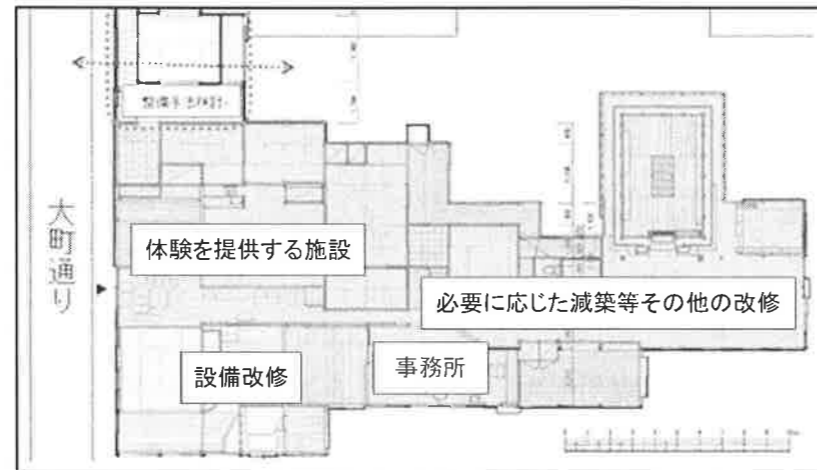 大町通り
体験を提供する施設
必要に応じた減築等その他の改修
設備改修
事務所